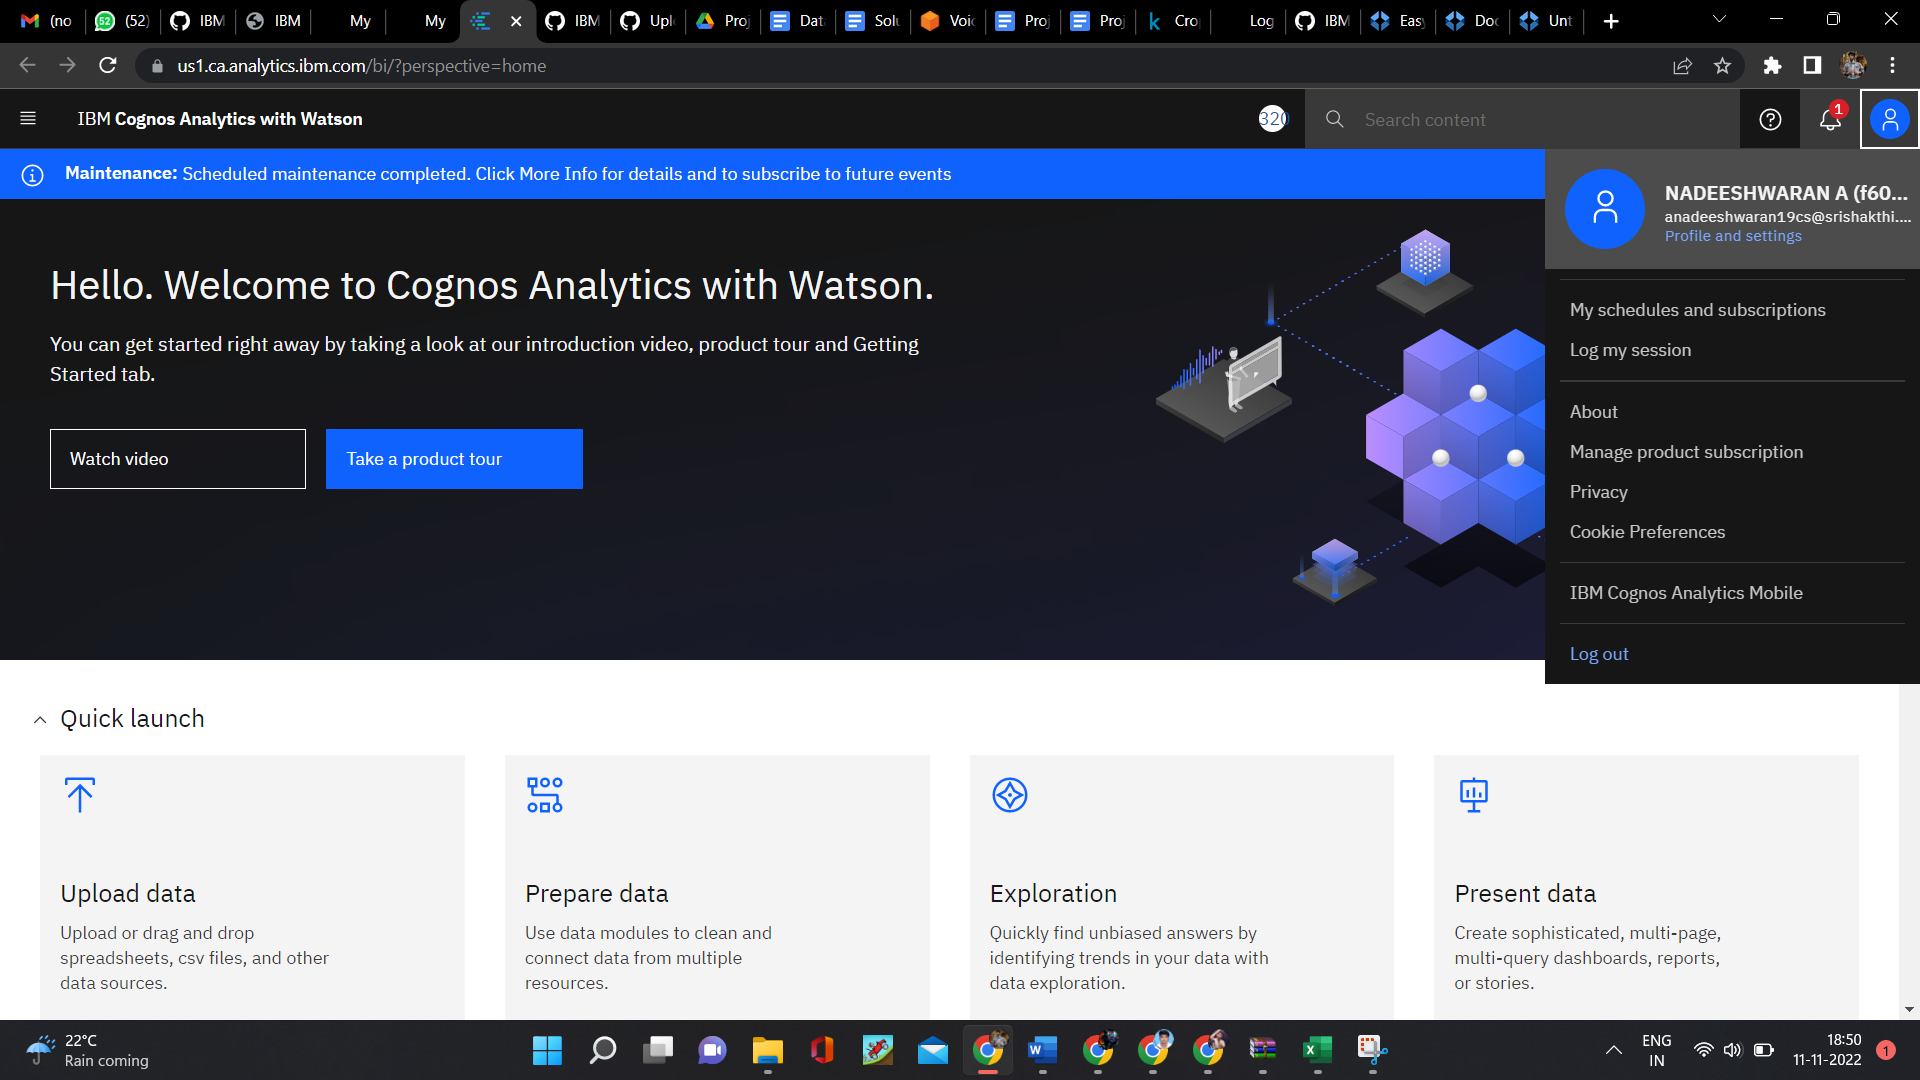 (no
(52)
IBM
IBM
My
My
IBM
Upl
Proj
Dat
Solu
Voic
Proj
Proj
Cro
Log
IBM
Easy
Doc
Unt
us1.ca.analytics.ibm.com/bi/?perspective=home
IBM Cognos Analytics with Watson
320
Search content
1
Maintenance: Scheduled maintenance completed. Click More Info for details and to subscribe to future events
NADEESHWARAN A (f60...
anadeeshwaran19cs@srishakthi....
Profile and settings
My schedules and subscriptions
Log my session
About
Manage product subscription
Privacy
Cookie Preferences
IBM Cognos Analytics Mobile
Log out
Hello. Welcome to Cognos Analytics with Watson.
You can get started right away by taking a look at our introduction video, product tour and Getting
Started tab.
Watch video
Take a product tour
Quick launch
Upload data
Upload or drag and drop
spreadsheets, csv files, and other
data sources.
Prepare data
Use data modules to clean and
connect data from multiple
resources.
Exploration
Quickly find unbiased answers by
identifying trends in your data with
data exploration.
Present data
Create sophisticated, multi-page,
multi-query dashboards, reports,
or stories.
22°C
Rain coming
ENG
IN
18:50
11-11-2022
1